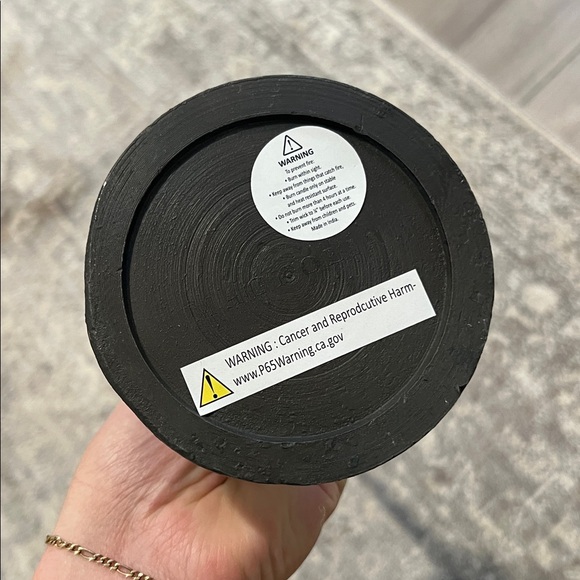 WARNING
To prevent fire:
• Burn within sight.
• Keep away from things that catch fire.
• Burn candle only on stable
and heat resistant surface.
• Do not burn more than 4 hours at a time.
• Trim wick to ¼" before each use.
• Keep away from children and pets.
Made in India.
WARNING : Cancer and Reprodcutive Harm-
www.P65Warning.ca.gov